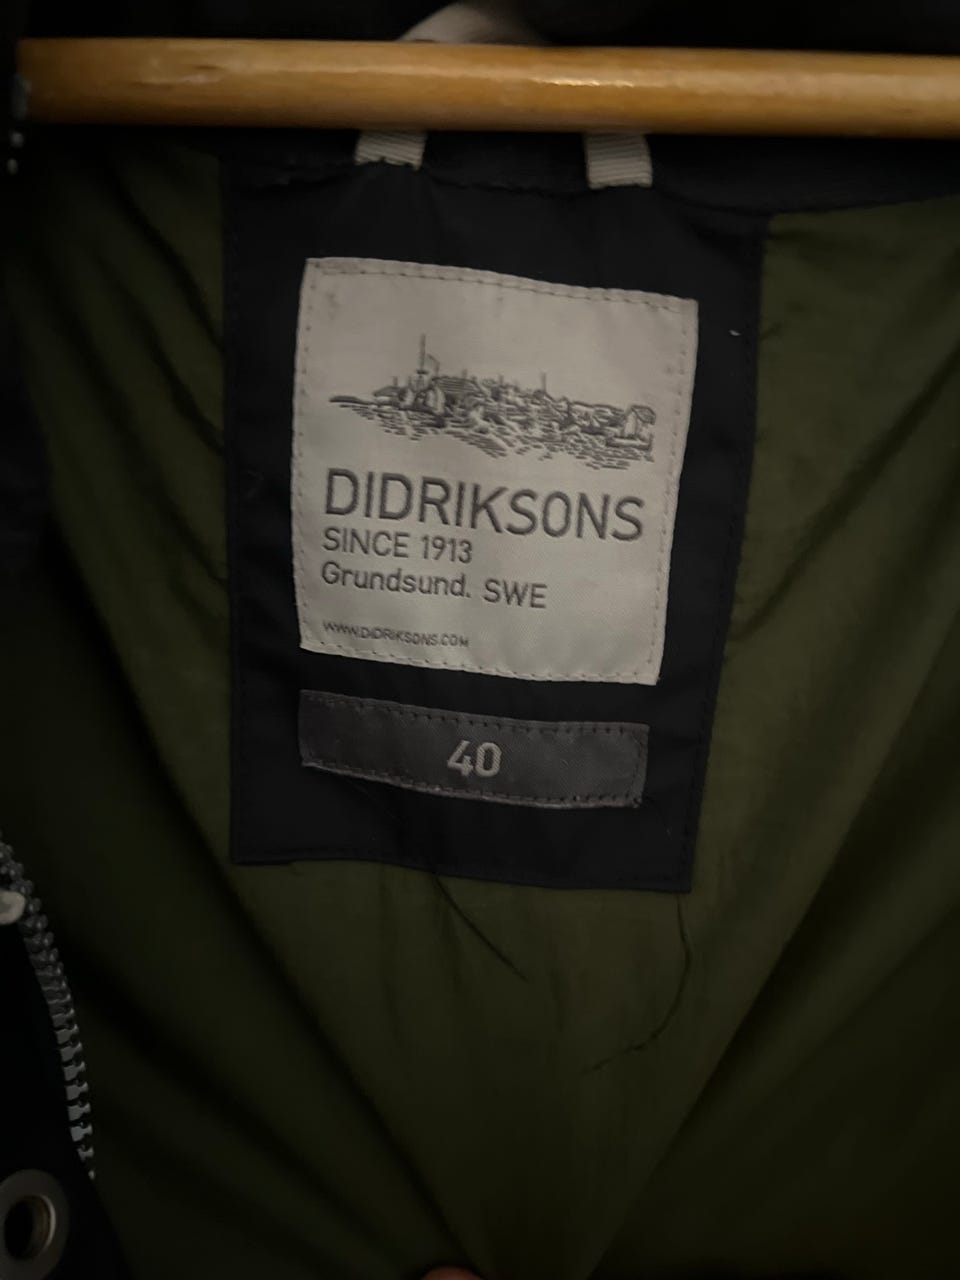 DIDRIKSONS
SINCE 1913
Grundsund. SWE
WWW.DIDRIKSONS.COM
40